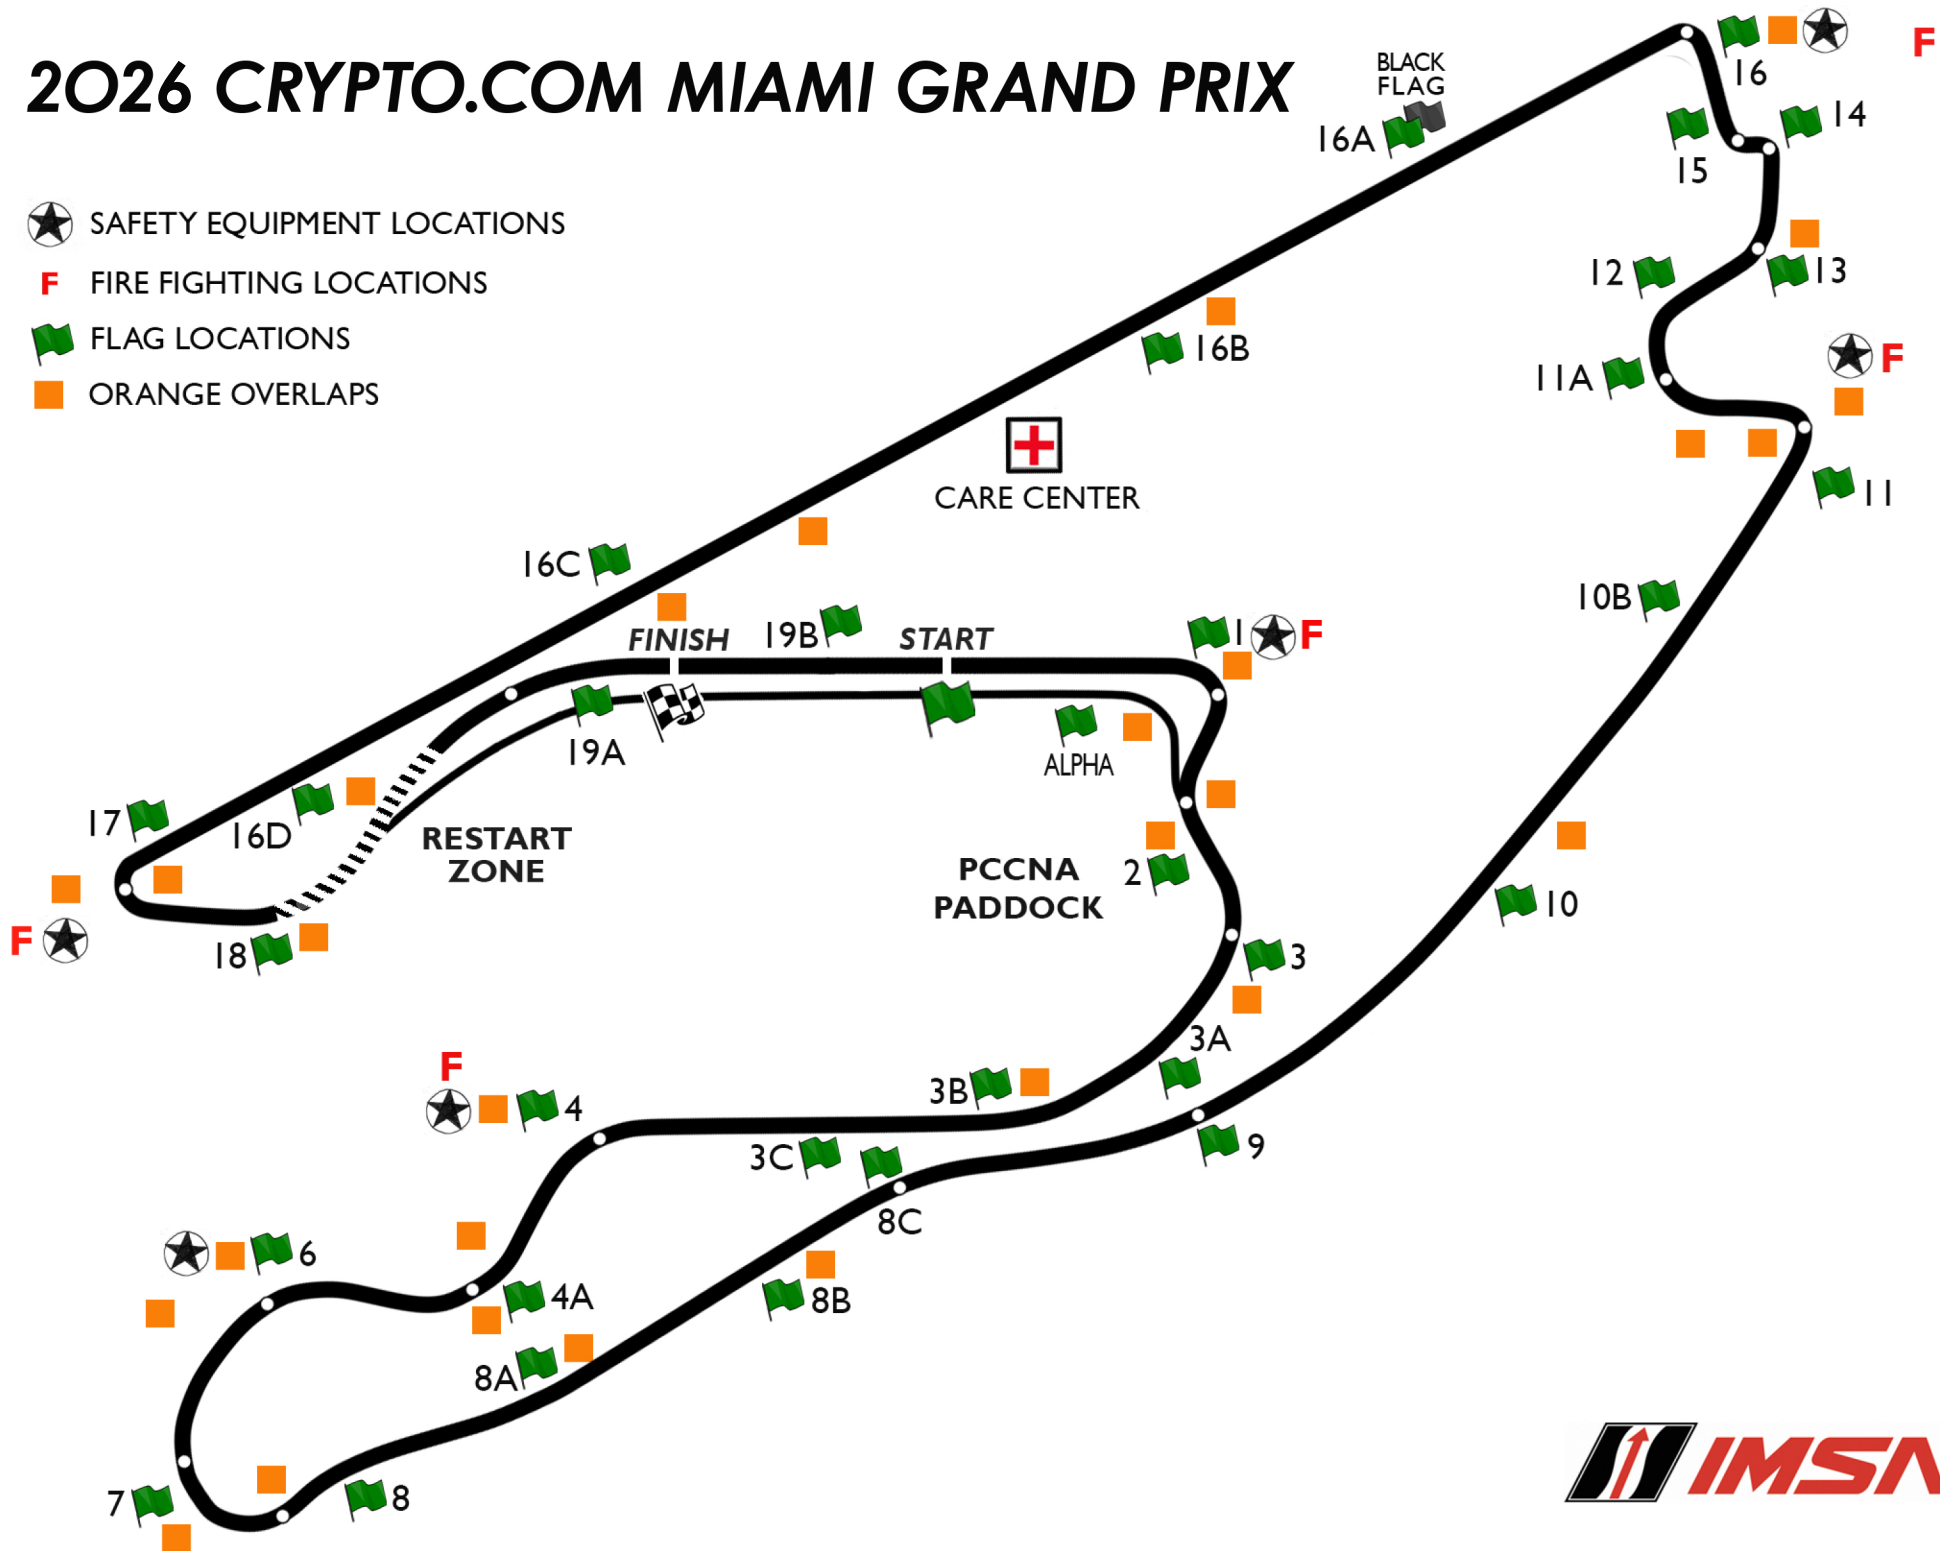 2026 CRYPTO.COM MIAMI GRAND PRIX
SAFETY EQUIPMENT LOCATIONS
F FIRE FIGHTING LOCATIONS
FLAG LOCATIONS
ORANGE OVERLAPS
BLACK
FLAG
16A
16
F
14
15
12
13
11A
F
11
16B
CARE CENTER
16C
10B
FINISH
19B
START
1
F
19A
ALPHA
17
16D
RESTART
ZONE
PCCNA
PADDOCK
2
10
F
18
3
3A
F
4
3B
3C
9
8C
6
4A
8B
8A
7
8
IMSA